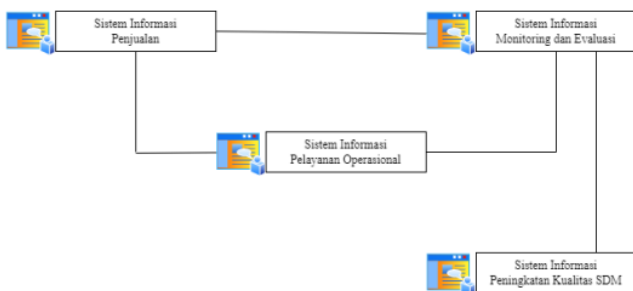 Sistem Informasi
Penjualan
Sistem Informasi
Monitoring dan Evaluasi
Sistem Informasi
Pelayanan Operasional
Sistem Informasi
Peningkatan Kualitas SDM